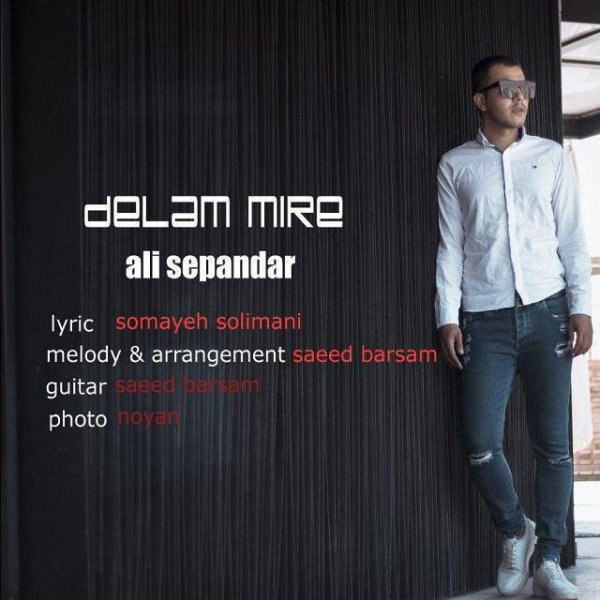 delam mire
ali sepandar
lyric somayeh solimani
melody & arrangement saeed barsam
guitar saeed barsam
photo noyan